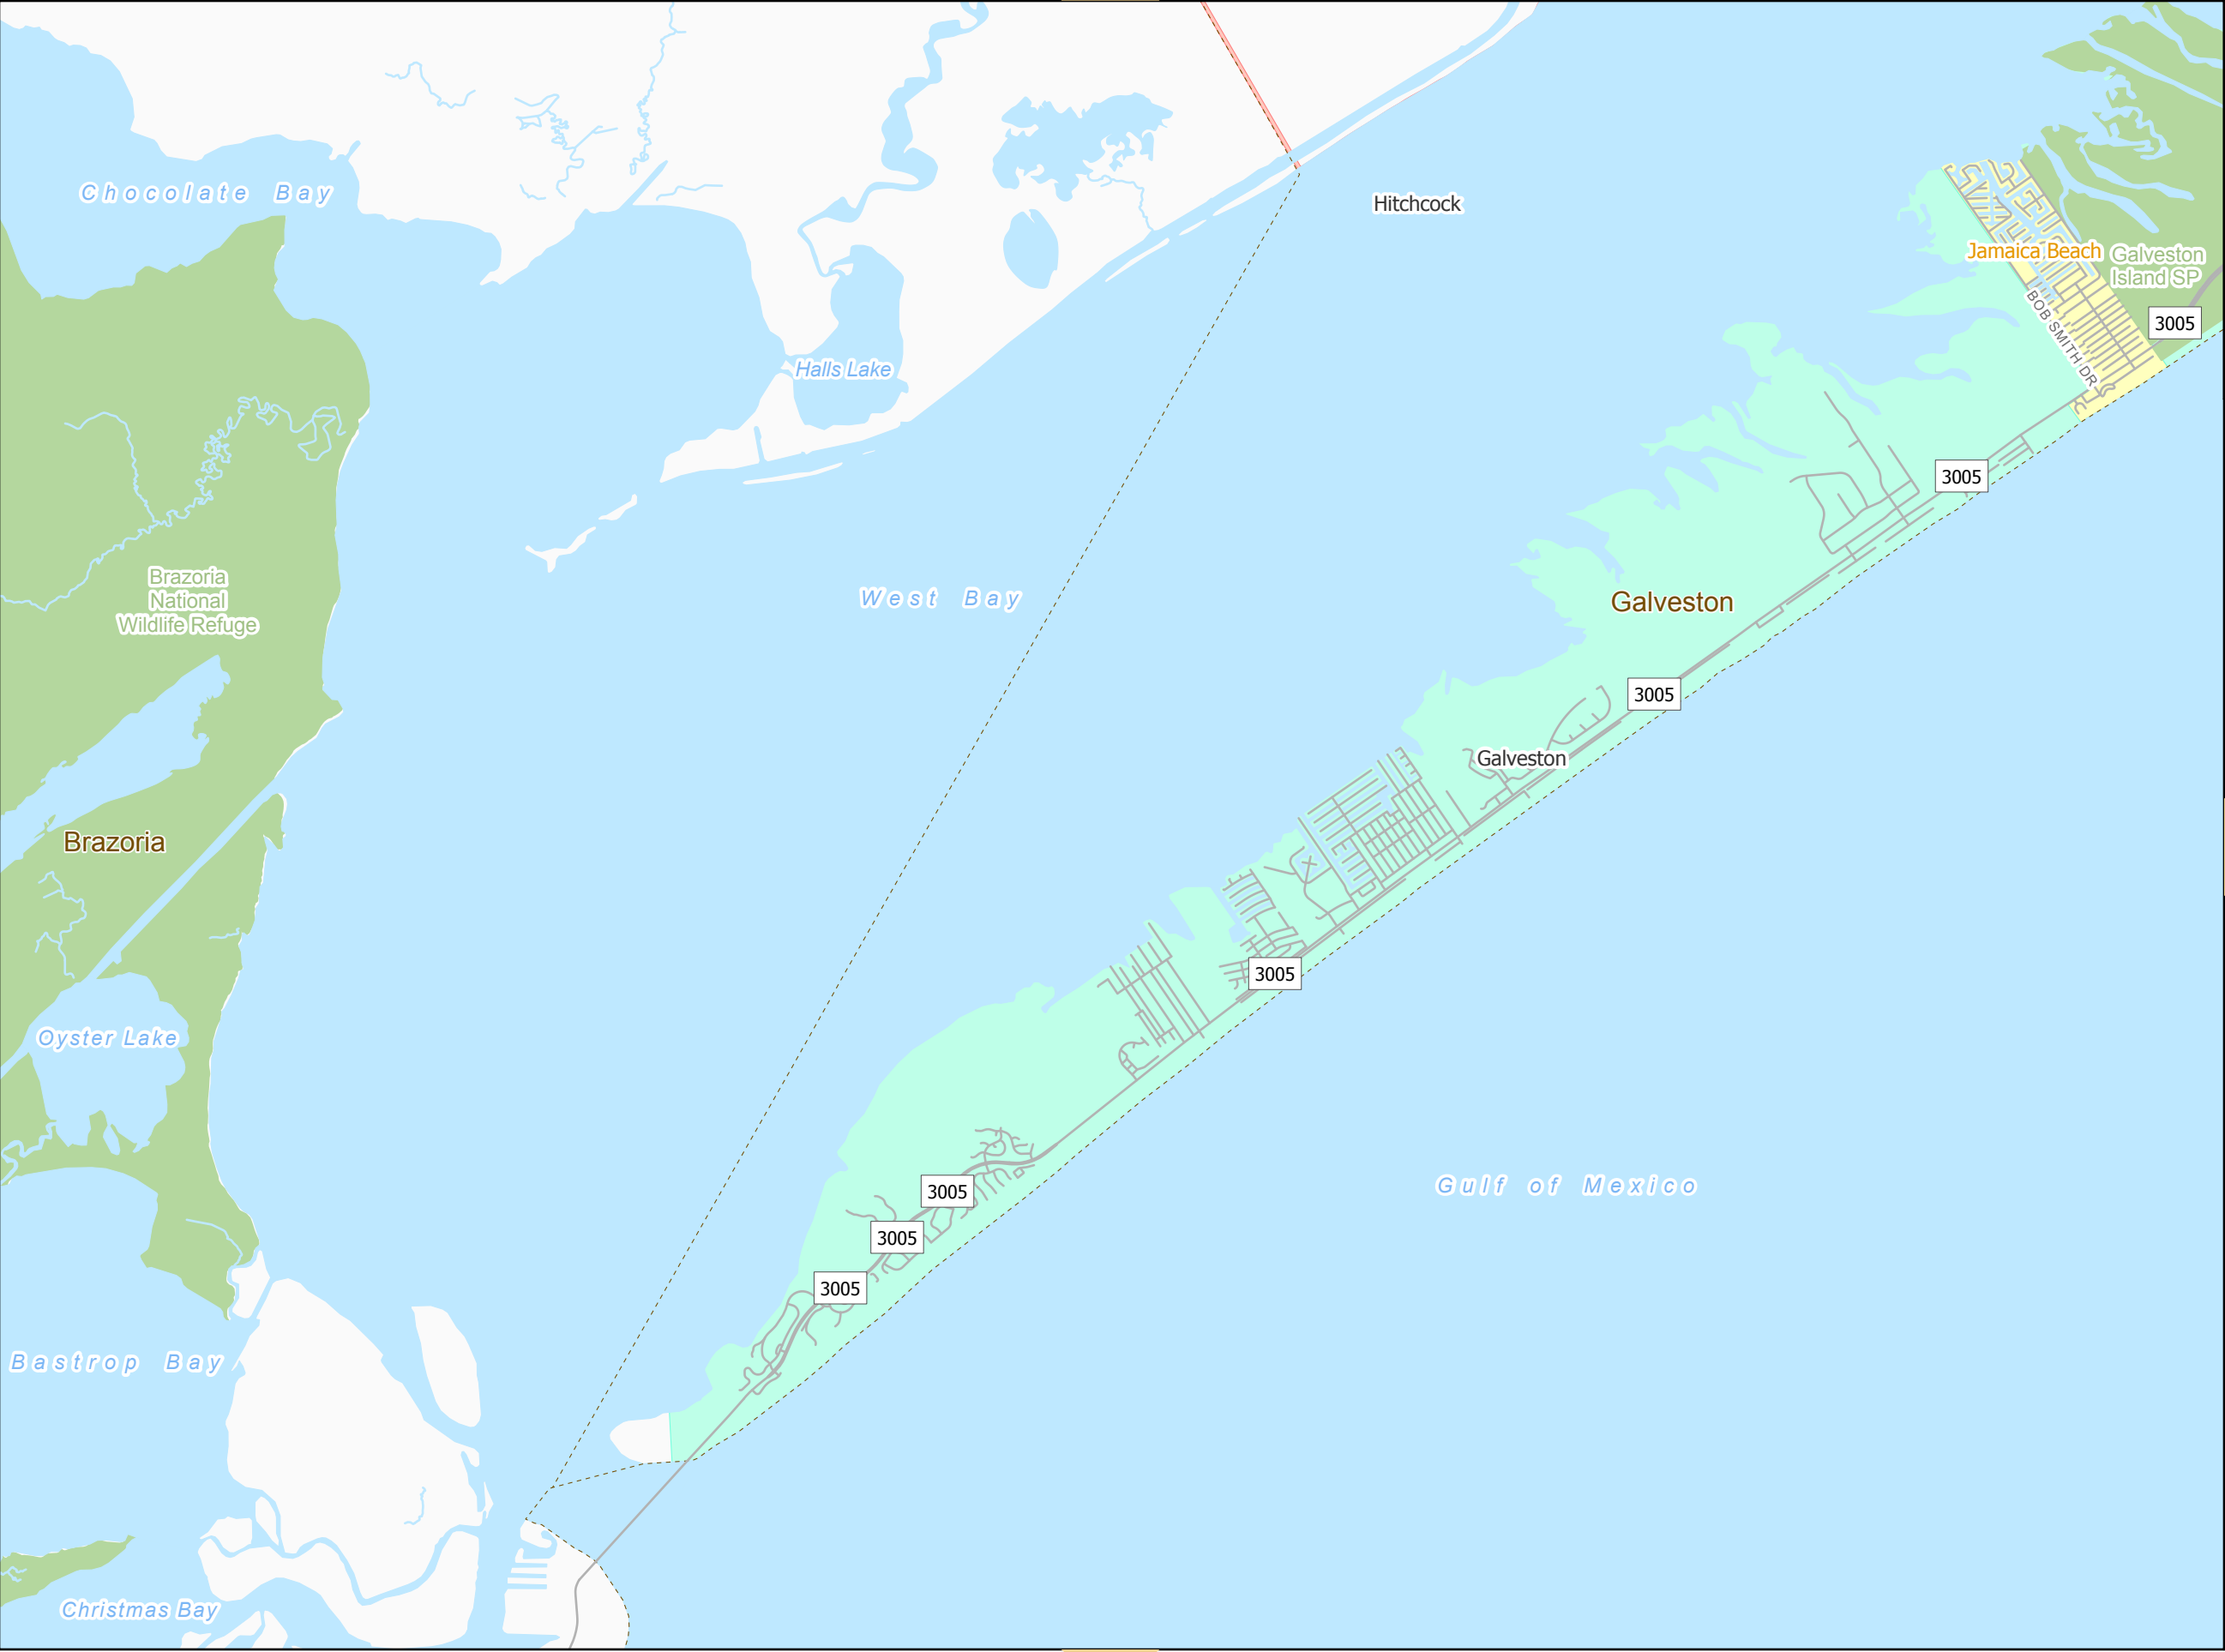 Chocolate Bay
Hitchcock
Jamaica Beach
Galveston
Island SP
BOB SMITH DR
3005
Halls Lake
3005
Brazoria
National
Wildlife Refuge
West Bay
Galveston
3005
Galveston
Brazoria
3005
Oyster Lake
3005
Gulf of Mexico
3005
3005
Bastrop Bay
Christmas Bay